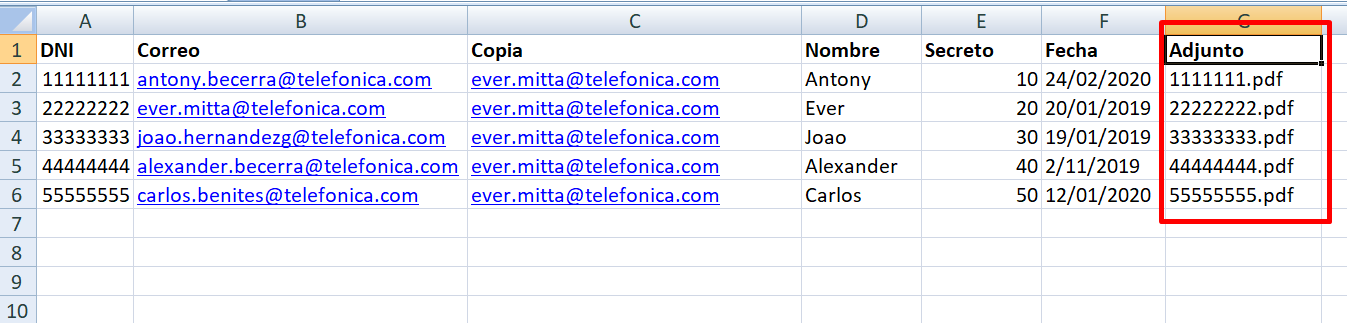 A B C D E F G
1 DNI Correo Copia Nombre Secreto Fecha Adjunto
2 11111111 antony.becerra@telefonica.com ever.mitta@telefonica.com Antony 10 24/02/2020 1111111.pdf
3 22222222 ever.mitta@telefonica.com ever.mitta@telefonica.com Ever 20 20/01/2019 22222222.pdf
4 33333333 joao.hernandezg@telefonica.com ever.mitta@telefonica.com Joao 30 19/01/2019 33333333.pdf
5 44444444 alexander.becerra@telefonica.com ever.mitta@telefonica.com Alexander 40 2/11/2019 44444444.pdf
6 55555555 carlos.benites@telefonica.com ever.mitta@telefonica.com Carlos 50 12/01/2020 55555555.pdf
7
8
9
10